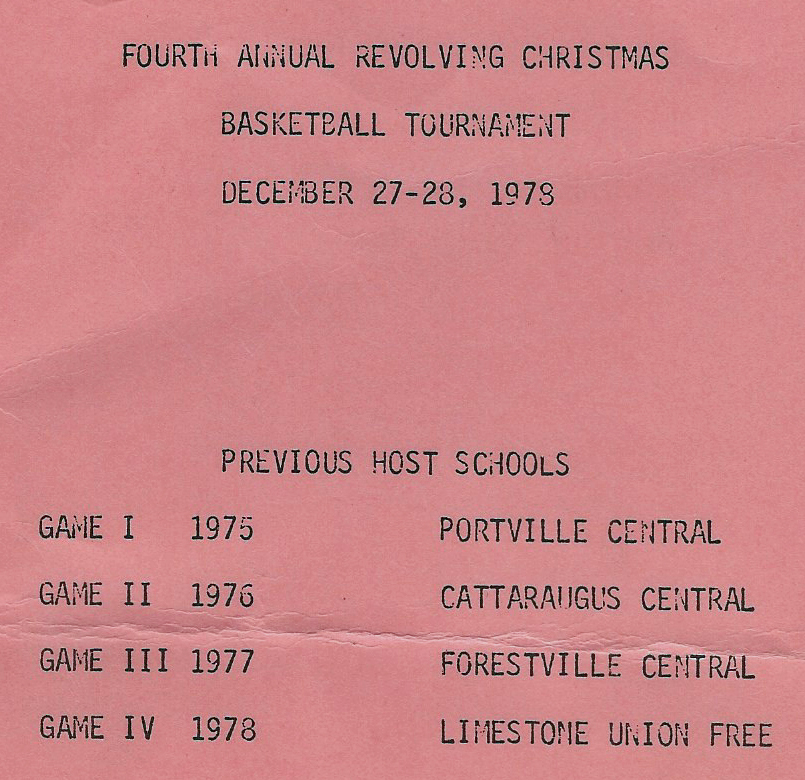 FOURTH ANNUAL REVOLVING CHRISTMAS
BASKETBALL TOURNAMENT
DECEMBER 27-28, 1978
PREVIOUS HOST SCHOOLS
GAME I 1975 PORTVILLE CENTRAL
GAME II 1976 CATTARAUGUS CENTRAL
GAME III 1977 FORESTVILLE CENTRAL
GAME IV 1978 LIMESTONE UNION FREE